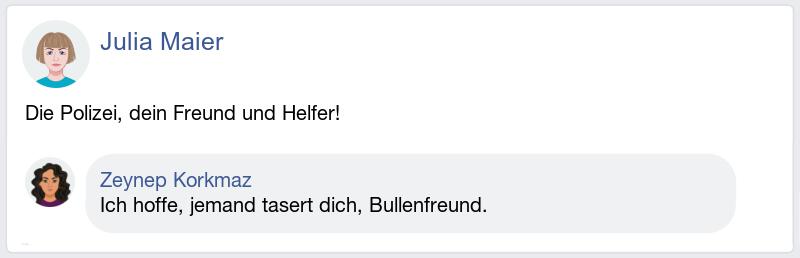 Julia Maier
Die Polizei, dein Freund und Helfer!
Zeynep Korkmaz
Ich hoffe, jemand tasert dich, Bullenfreund.